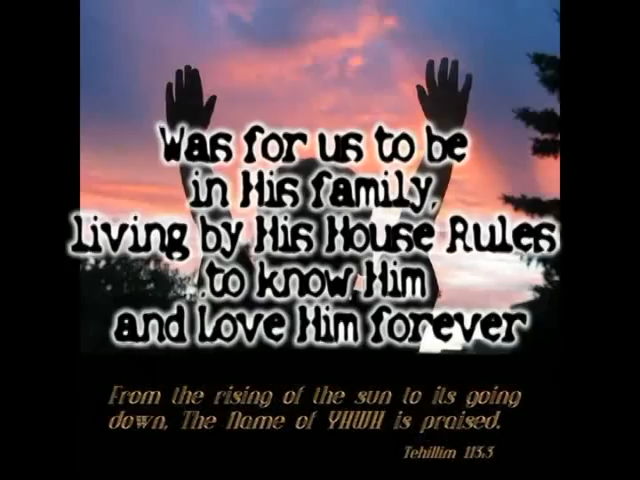 Was for us to be
in His family,
living by His House Rules
to know Him
and Love Him forever
From the rising of the sun to its going
down, The Name of YHWH is praised.
Tehillim 113:3